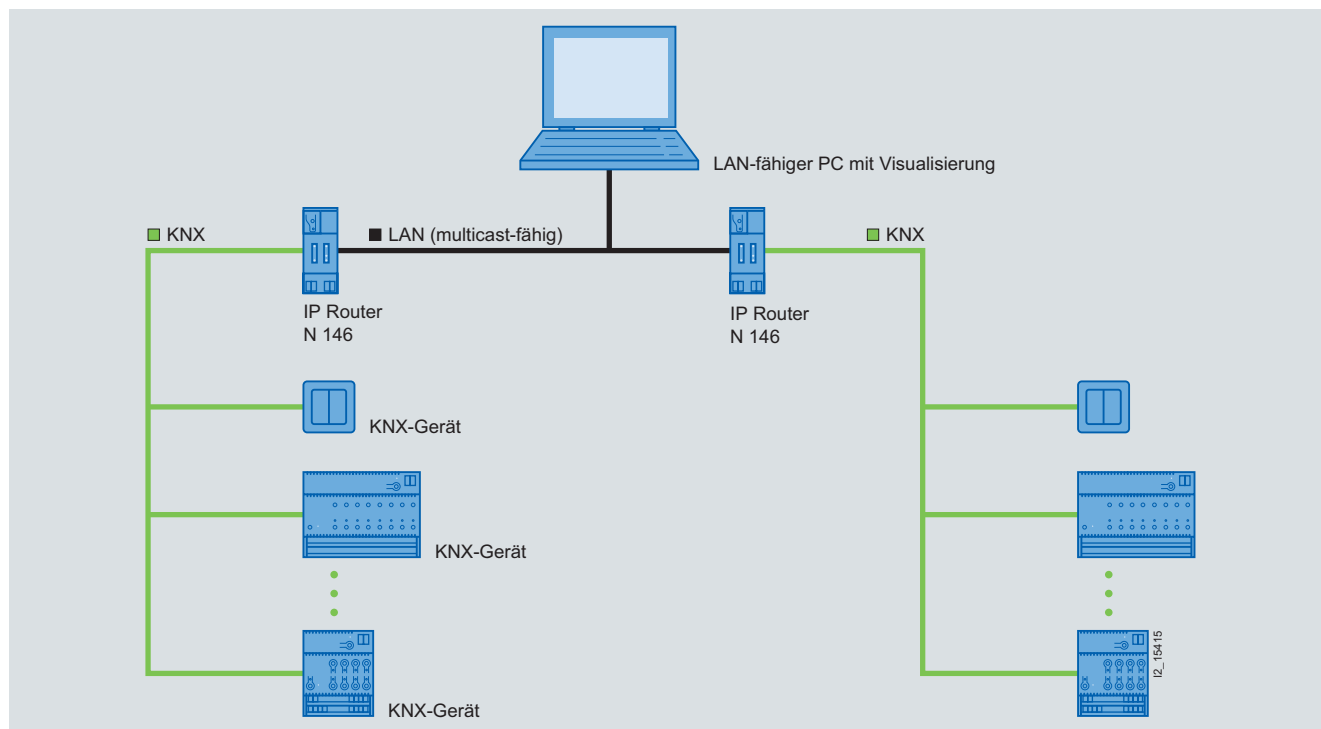 LAN-fähiger PC mit Visualisierung
KNX
LAN (multicast-fähig)
KNX
IP Router
N 146
IP Router
N 146
KNX-Gerät
KNX-Gerät
KNX-Gerät
I2_15415